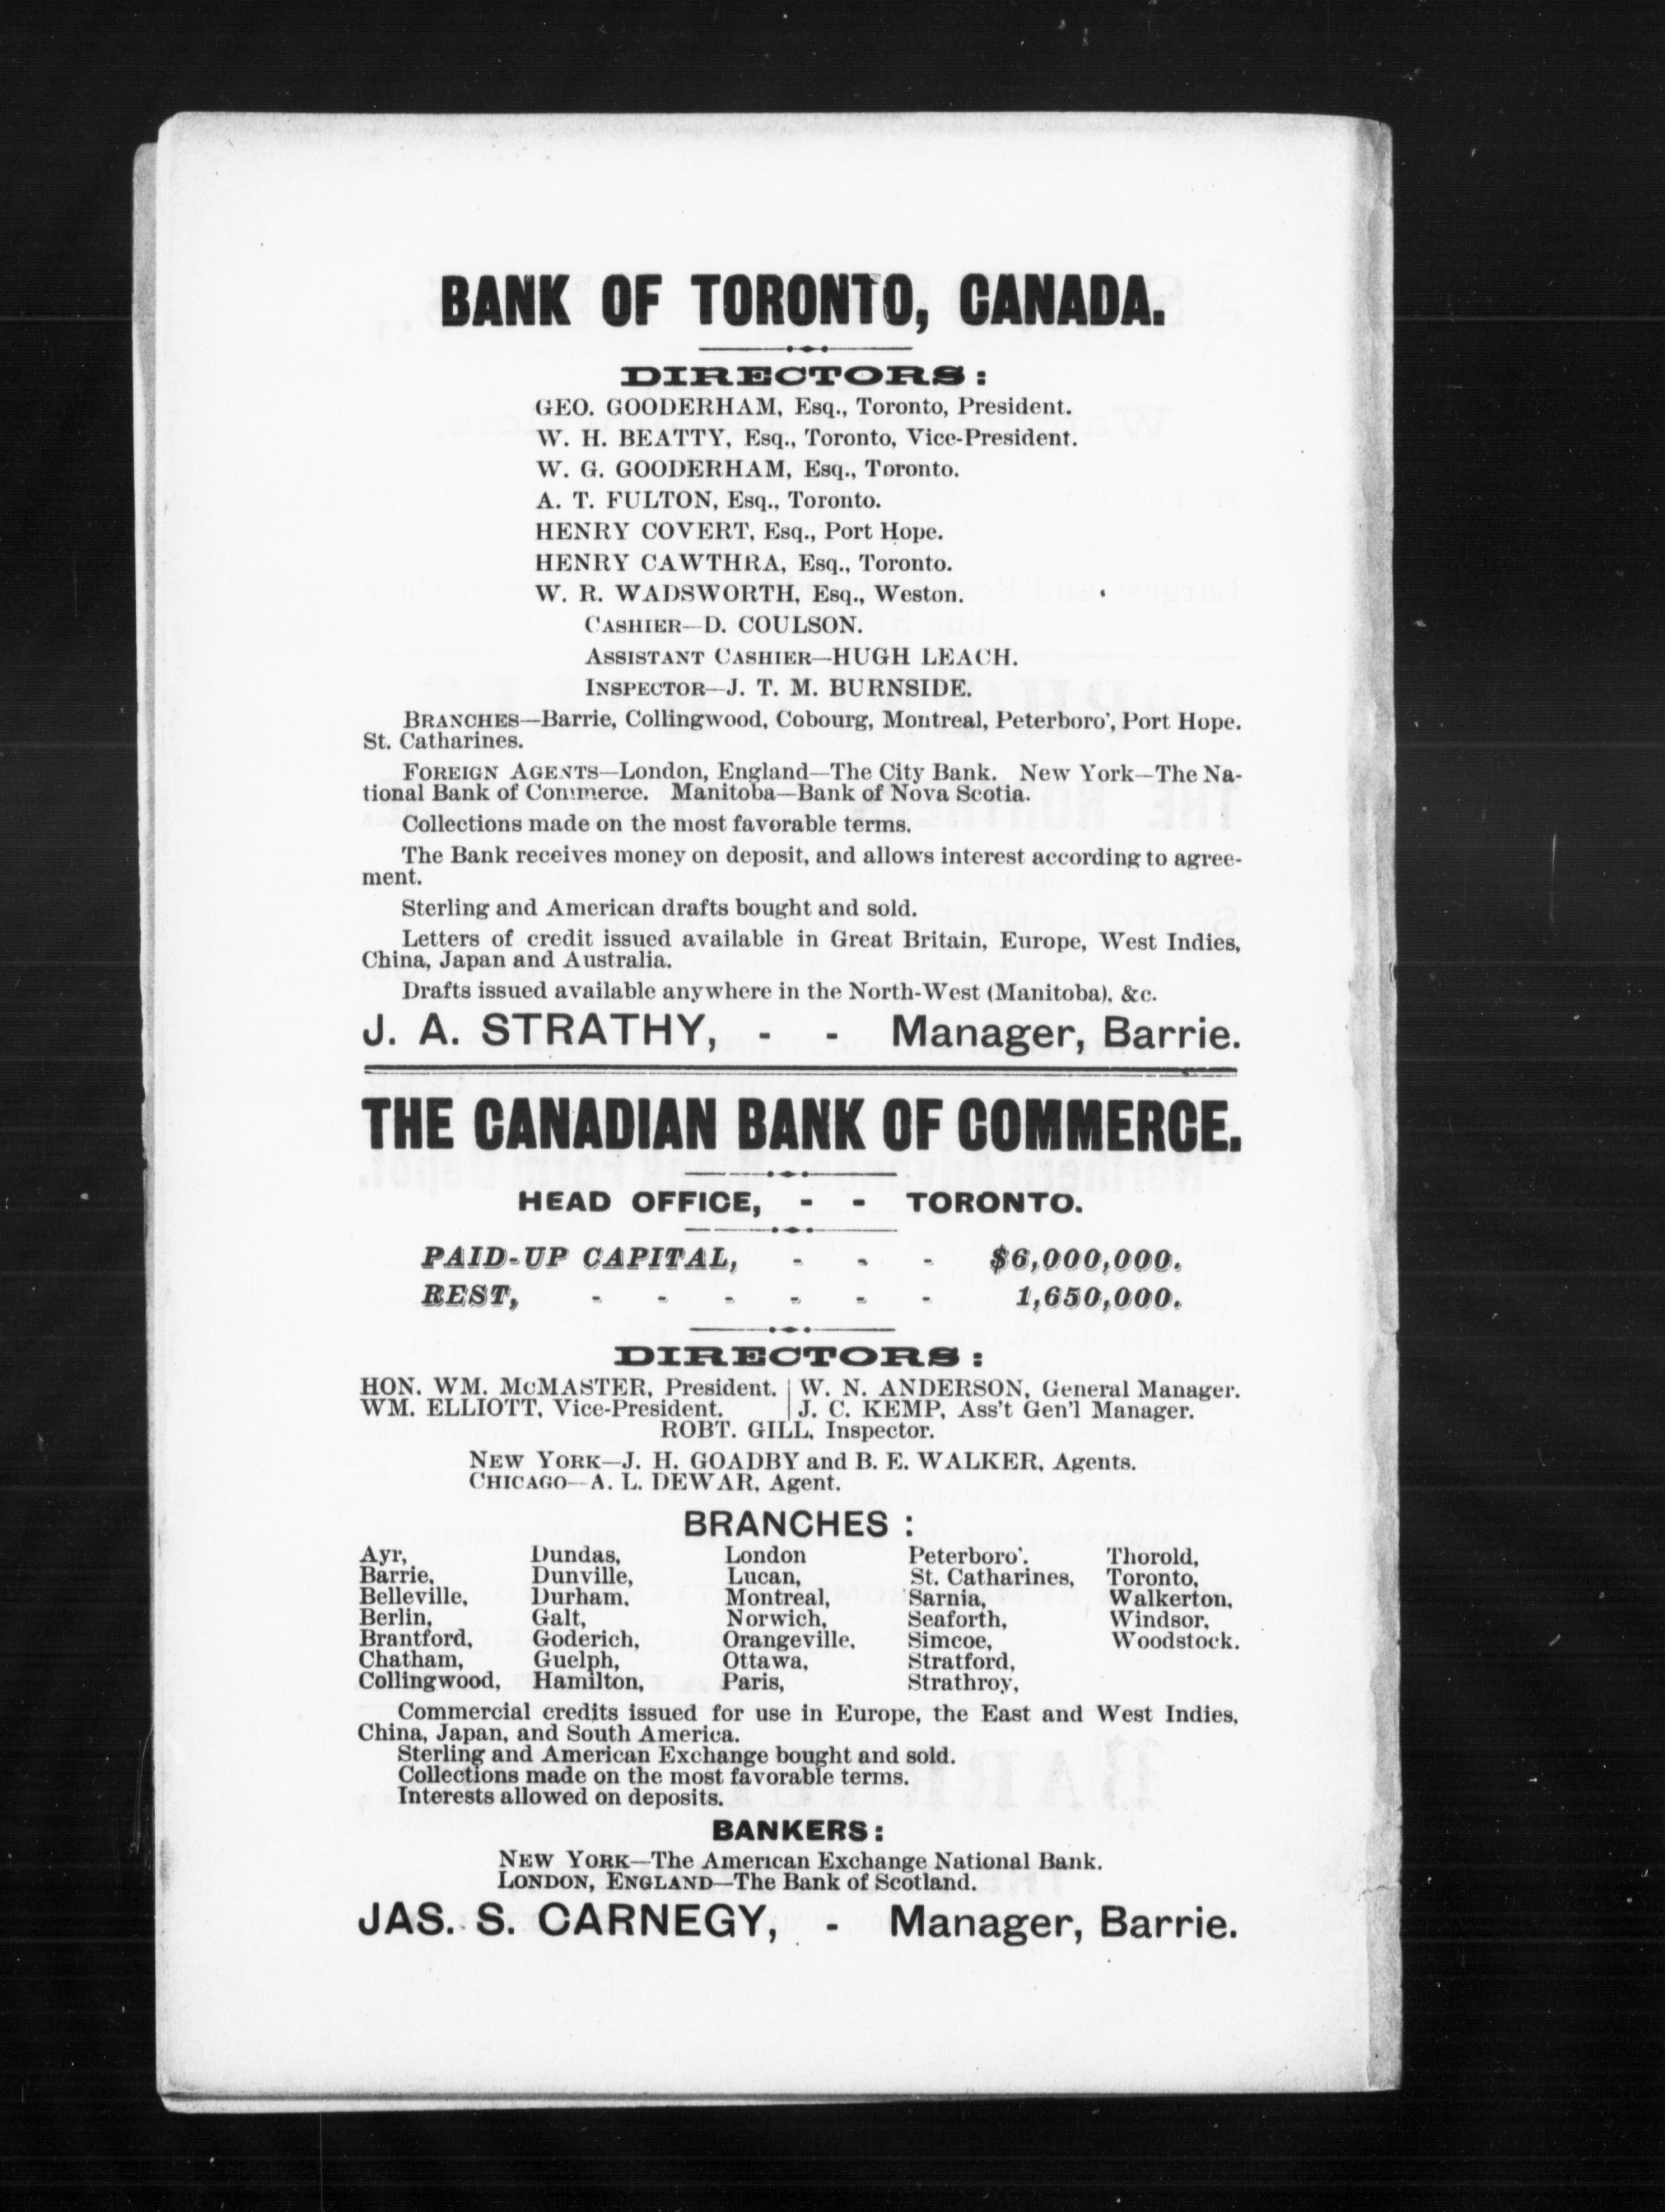 BANK OF TORONTO, CANADA.
DIRECTORS:
GEO. GOODERHAM, Esq., Toronto, President.
W. H. BEATTY, Esq., Toronto, Vice-President.
W. G. GOODERHAM, Esq., Toronto.
A. T. FULTON, Esq., Toronto.
HENRY COVERT, Esq., Port Hope.
HENRY CAWTHRA, Esq., Toronto.
W. R. WADSWORTH, Esq., Weston.
CASHIER—D. COULSON.
ASSISTANT CASHIER—HUGH LEACH.
INSPECTOR—J. T. M. BURNSIDE.
BRANCHES—Barrie, Collingwood, Cobourg, Montreal, Peterboro', Port Hope.
St. Catharines.
FOREIGN AGENTS—London, England—The City Bank. New York—The Na-
tional Bank of Commerce. Manitoba—Bank of Nova Scotia.
Collections made on the most favorable terms.
The Bank receives money on deposit, and allows interest according to agree-
ment.
Sterling and American drafts bought and sold.
Letters of credit issued available in Great Britain, Europe, West Indies,
China, Japan and Australia.
Drafts issued available anywhere in the North-West (Manitoba), &c.
J. A. STRATHY, - - Manager, Barrie.
THE CANADIAN BANK OF COMMERCE.
HEAD OFFICE, - - TORONTO.
PAID-UP CAPITAL, - - - $6,000,000.
REST, - - - - - - 1,650,000.
DIRECTORS:
HON. WM. McMASTER, President. | W. N. ANDERSON, General Manager.
WM. ELLIOTT, Vice-President. | J. C. KEMP, Ass't Gen'l Manager.
ROBT. GILL, Inspector.
NEW YORK—J. H. GOADBY and B. E. WALKER, Agents.
CHICAGO—A. L. DEWAR, Agent.
BRANCHES :
Ayr, Dundas, London Peterboro'. Thorold,
Barrie, Dunville, Lucan, St. Catharines, Toronto,
Belleville, Durham, Montreal, Sarnia, Walkerton,
Berlin, Galt, Norwich, Seaforth, Windsor,
Brantford, Goderich, Orangeville, Simcoe, Woodstock.
Chatham, Guelph, Ottawa, Stratford,
Collingwood, Hamilton, Paris, Strathroy,
Commercial credits issued for use in Europe, the East and West Indies,
China, Japan, and South America.
Sterling and American Exchange bought and sold.
Collections made on the most favorable terms.
Interests allowed on deposits.
BANKERS:
NEW YORK—The American Exchange National Bank.
LONDON, ENGLAND—The Bank of Scotland.
JAS. S. CARNEGY, - Manager, Barrie.